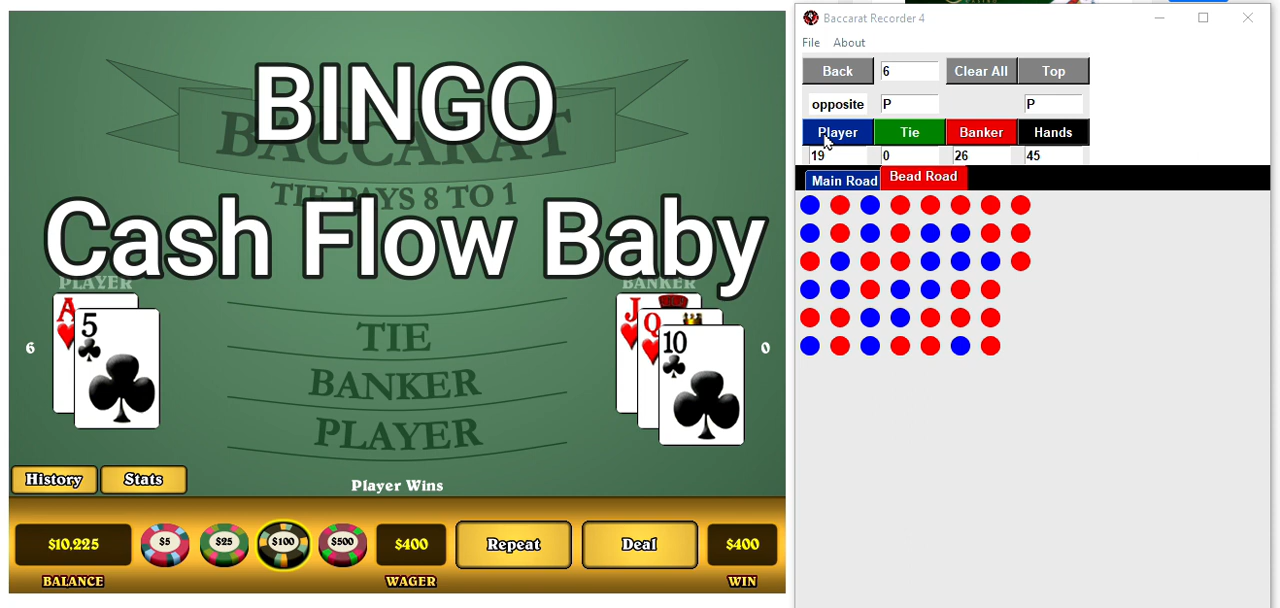 BINGO
Cash Flow Baby
BACCARAT
TIE PAYS 8 TO 1
PLAYER
BANKER
A
5
6
J
Q
10
0
TIE
BANKER
PLAYER
History
Stats
Player Wins
$10,225
$5
$25
$100
$500
$400
Repeat
Deal
$400
BALANCE
WAGER
WIN
Baccarat Recorder 4
File About
Back 6 Clear All Top
opposite P P
Player Tie Banker Hands
19 0 26 45
Main Road Bead Road